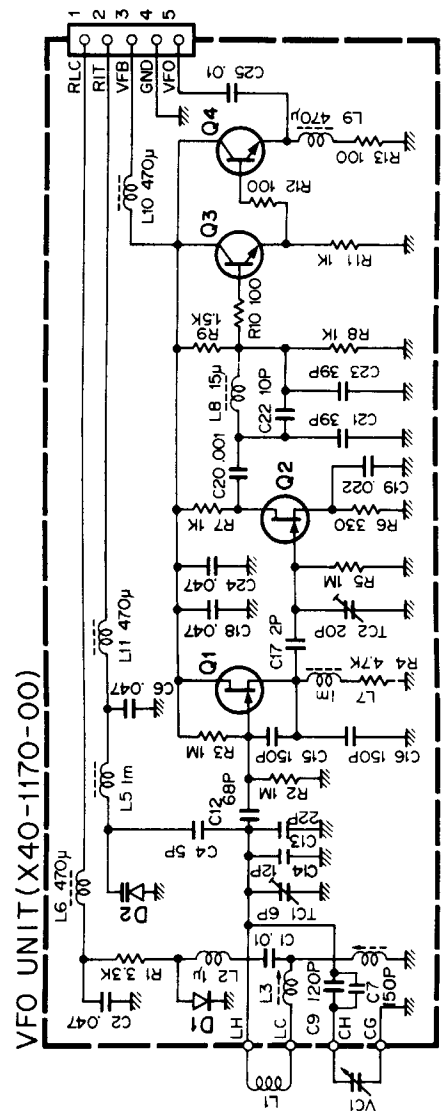 VFO UNIT (X40-1170-00)
RLC 1
RIT 2
VFB 3
GND 4
VFO 5
L6 470μ
L11 470μ
L10 470μ
C25 .01
Q4
L9 470μ
R13 100
R12 100
Q3
R11 1K
R10 100
R9 1.5K
R8 1K
L8 15μ
C22 10P
C23 39P
C21 39P
C20 .001
Q2
C19 .022
R7 1K
R6 330
C24 .047
R5 1M
C18 .047
TC2 20P
C17 2P
Q1
1m
L7
R4 4.7K
R3 1M
C15 150P
C16 150P
C6 .047
L5 1m
C12 68P
R2 1M
C4 5P
22P C13
12P C14
TC1 6P
D2
C2 .047
R1 3.3K
L2 1μ
C1 .01
D1
L3
LH
LC
C9 120P
C7 150P
CH
CG
L1
VC1